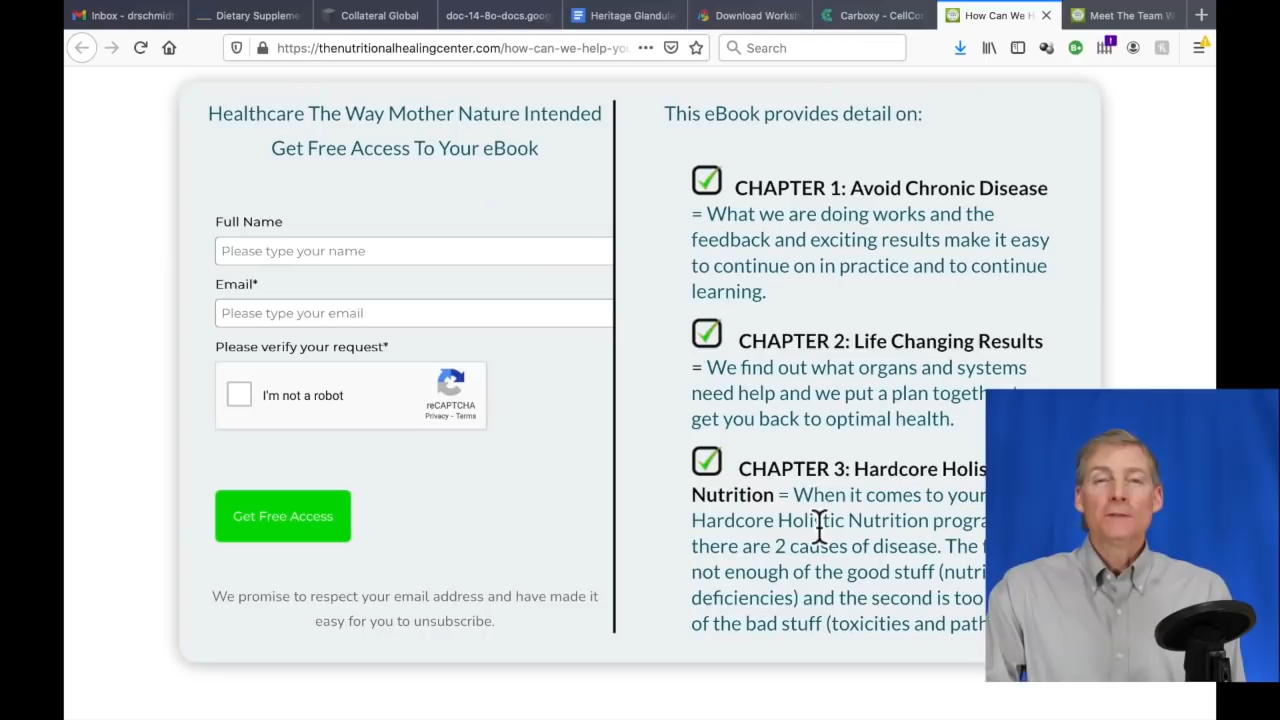 Inbox - drschmidt
Dietary Suppleme
Collateral Global
doc-14-8o-docs.goog
Heritage Glandula
Download Worksh
Carboxy - CellCo
How Can We H
Meet The Team W
https://thenutritionalhealingcenter.com/how-can-we-help-yo
Search
Healthcare The Way Mother Nature Intended
Get Free Access To Your eBook
Full Name
Please type your name
Email*
Please type your email
Please verify your request*
I'm not a robot
reCAPTCHA
Privacy - Terms
Get Free Access
We promise to respect your email address and have made it
easy for you to unsubscribe.
This eBook provides detail on:
CHAPTER 1: Avoid Chronic Disease
= What we are doing works and the
feedback and exciting results make it easy
to continue on in practice and to continue
learning.
CHAPTER 2: Life Changing Results
= We find out what organs and systems
need help and we put a plan togeth
get you back to optimal health.
CHAPTER 3: Hardcore Holis
Nutrition = When it comes to your
Hardcore Holistic Nutrition progra
there are 2 causes of disease. The f
not enough of the good stuff (nutri
deficiencies) and the second is too
of the bad stuff (toxicities and path